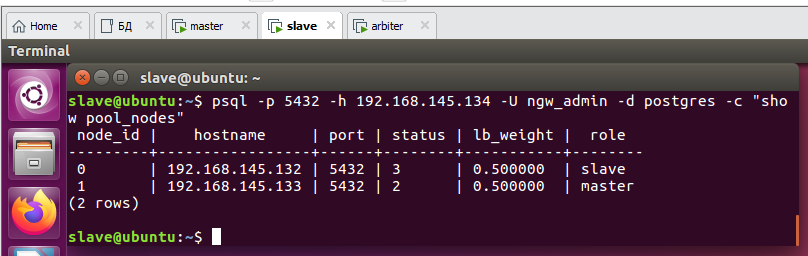 Home
БД
master
slave
arbiter
Terminal
slave@ubuntu: ~
slave@ubuntu:~$ psql -p 5432 -h 192.168.145.134 -U ngw_admin -d postgres -c "sho
w pool_nodes"
 node_id |    hostname     | port | status | lb_weight |  role
---------+-----------------+------+--------+-----------+--------
 0       | 192.168.145.132 | 5432 | 3      | 0.500000  | slave
 1       | 192.168.145.133 | 5432 | 2      | 0.500000  | master
(2 rows)
slave@ubuntu:~$